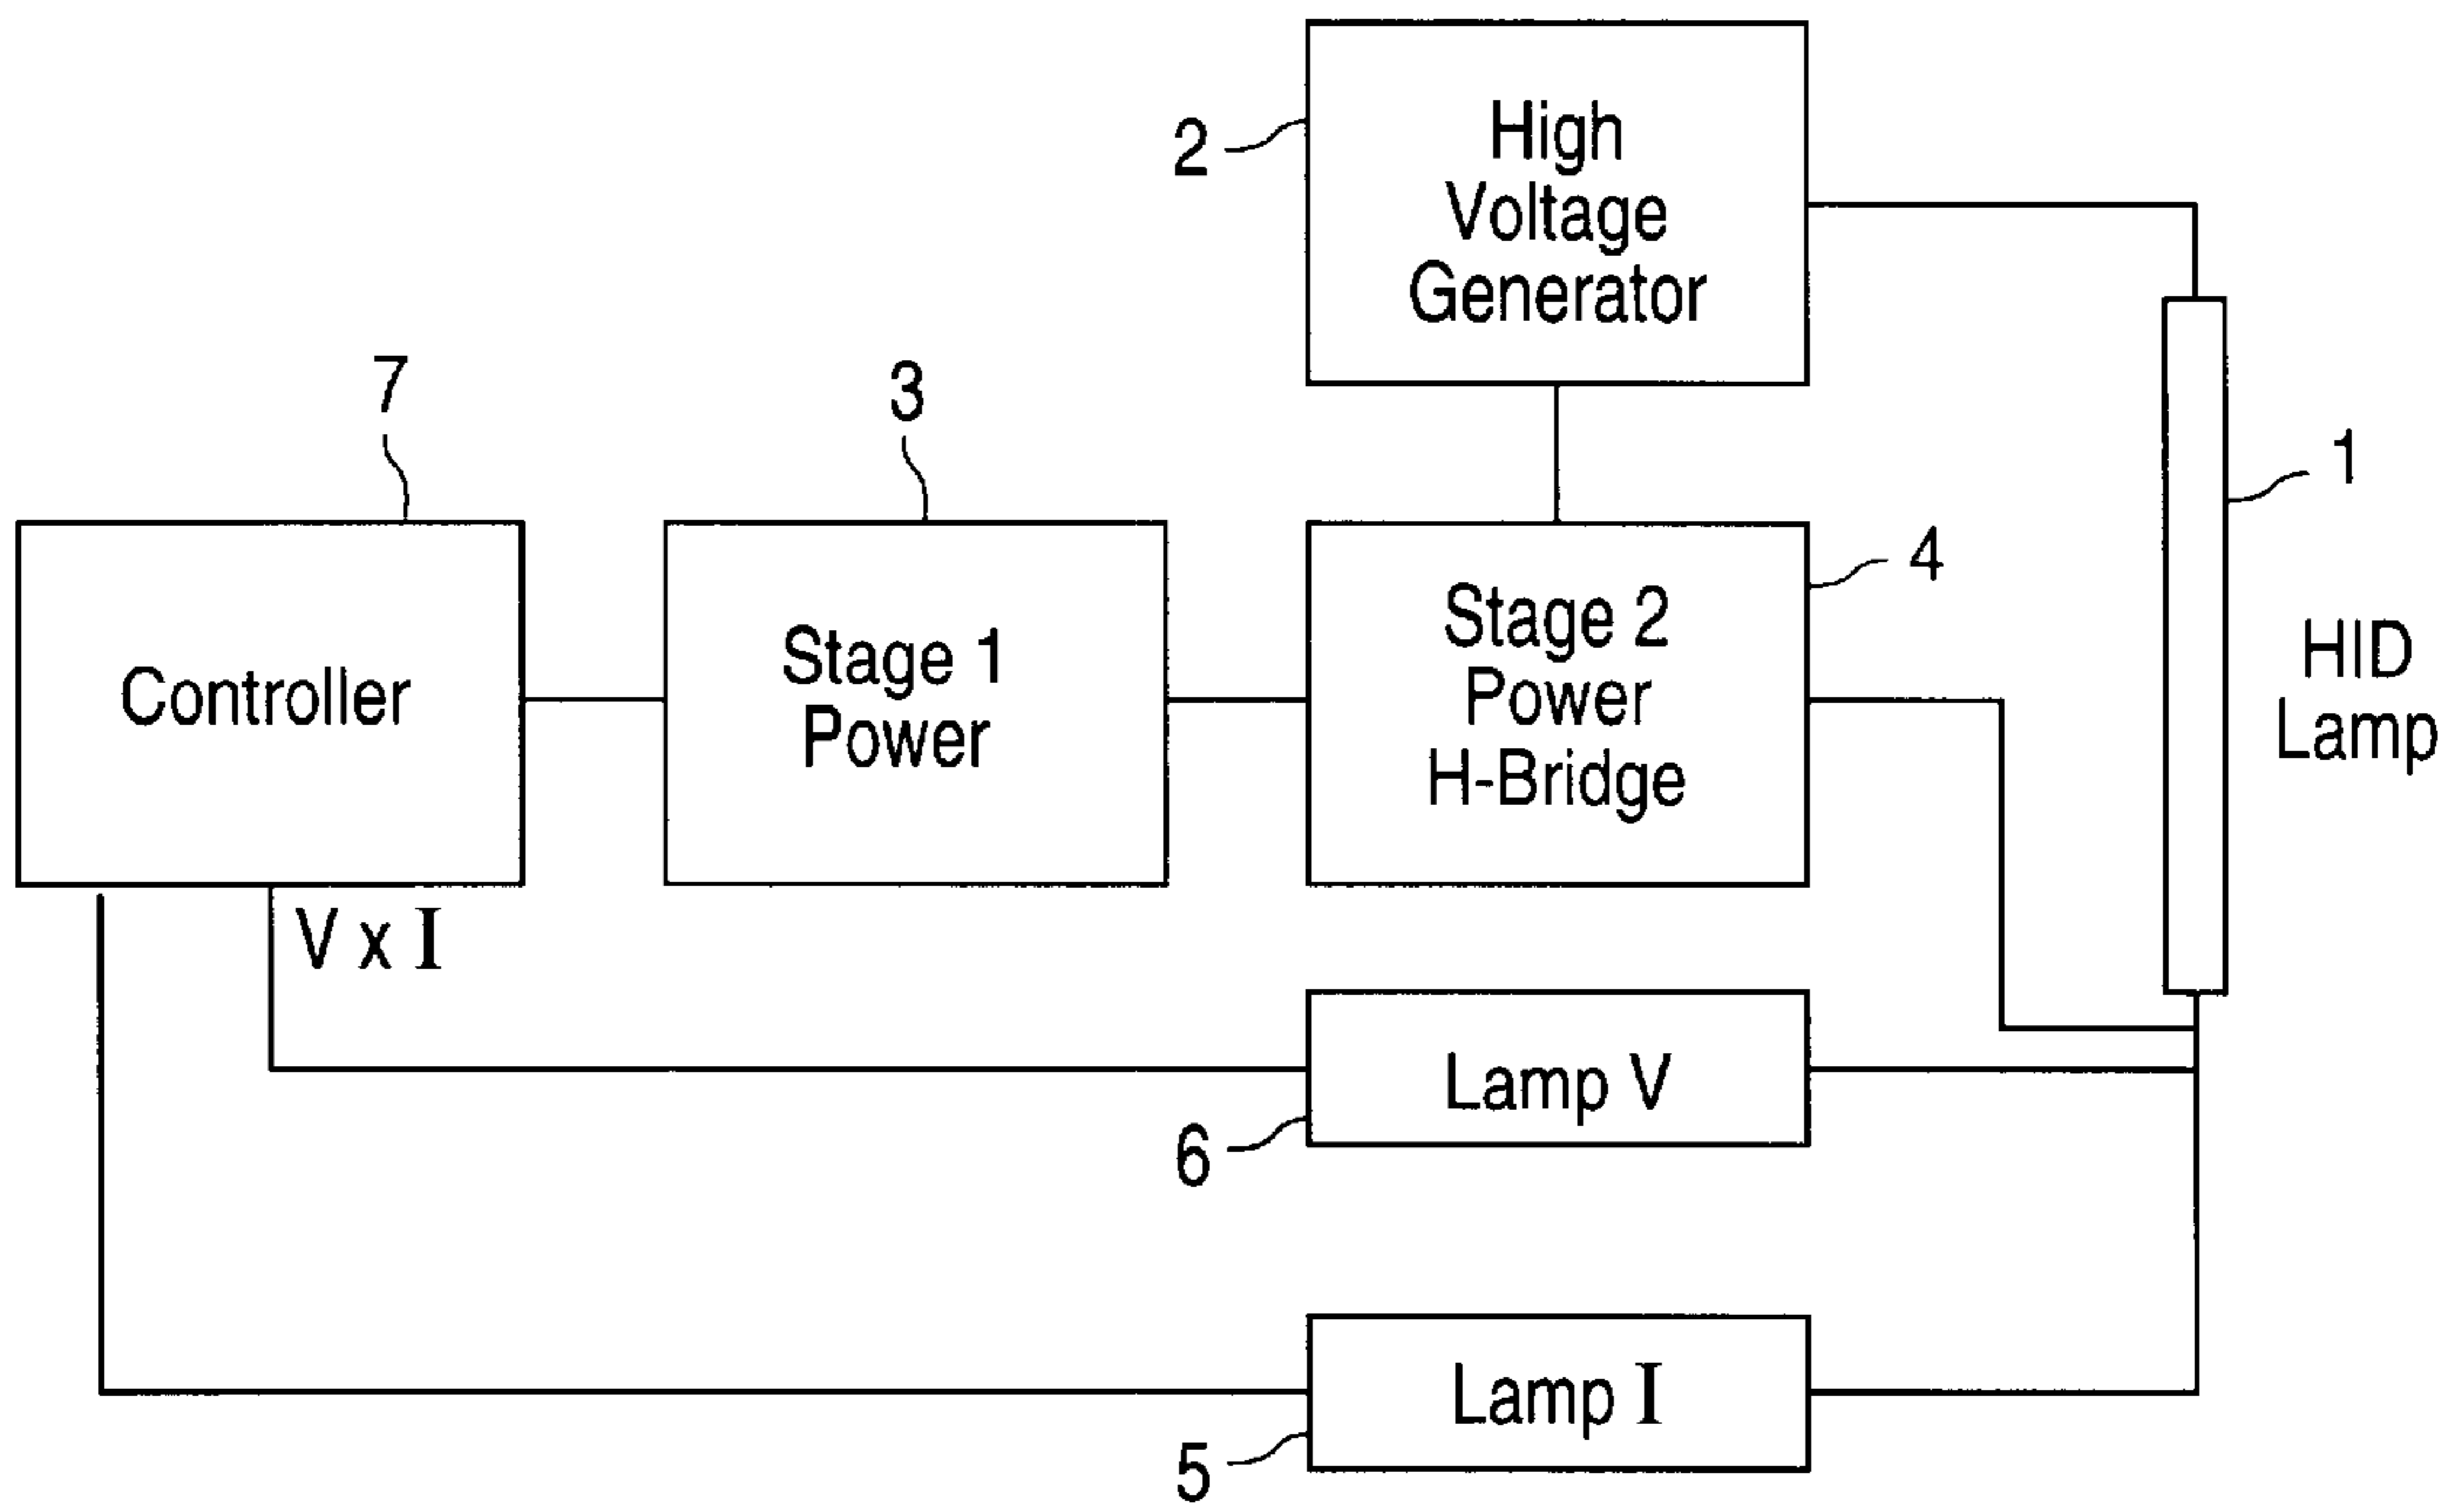 2
High
Voltage
Generator
7
3
1
Controller
Stage 1
Power
Stage 2
Power
H-Bridge
4
HID
Lamp
V x I
Lamp V
6
Lamp I
5